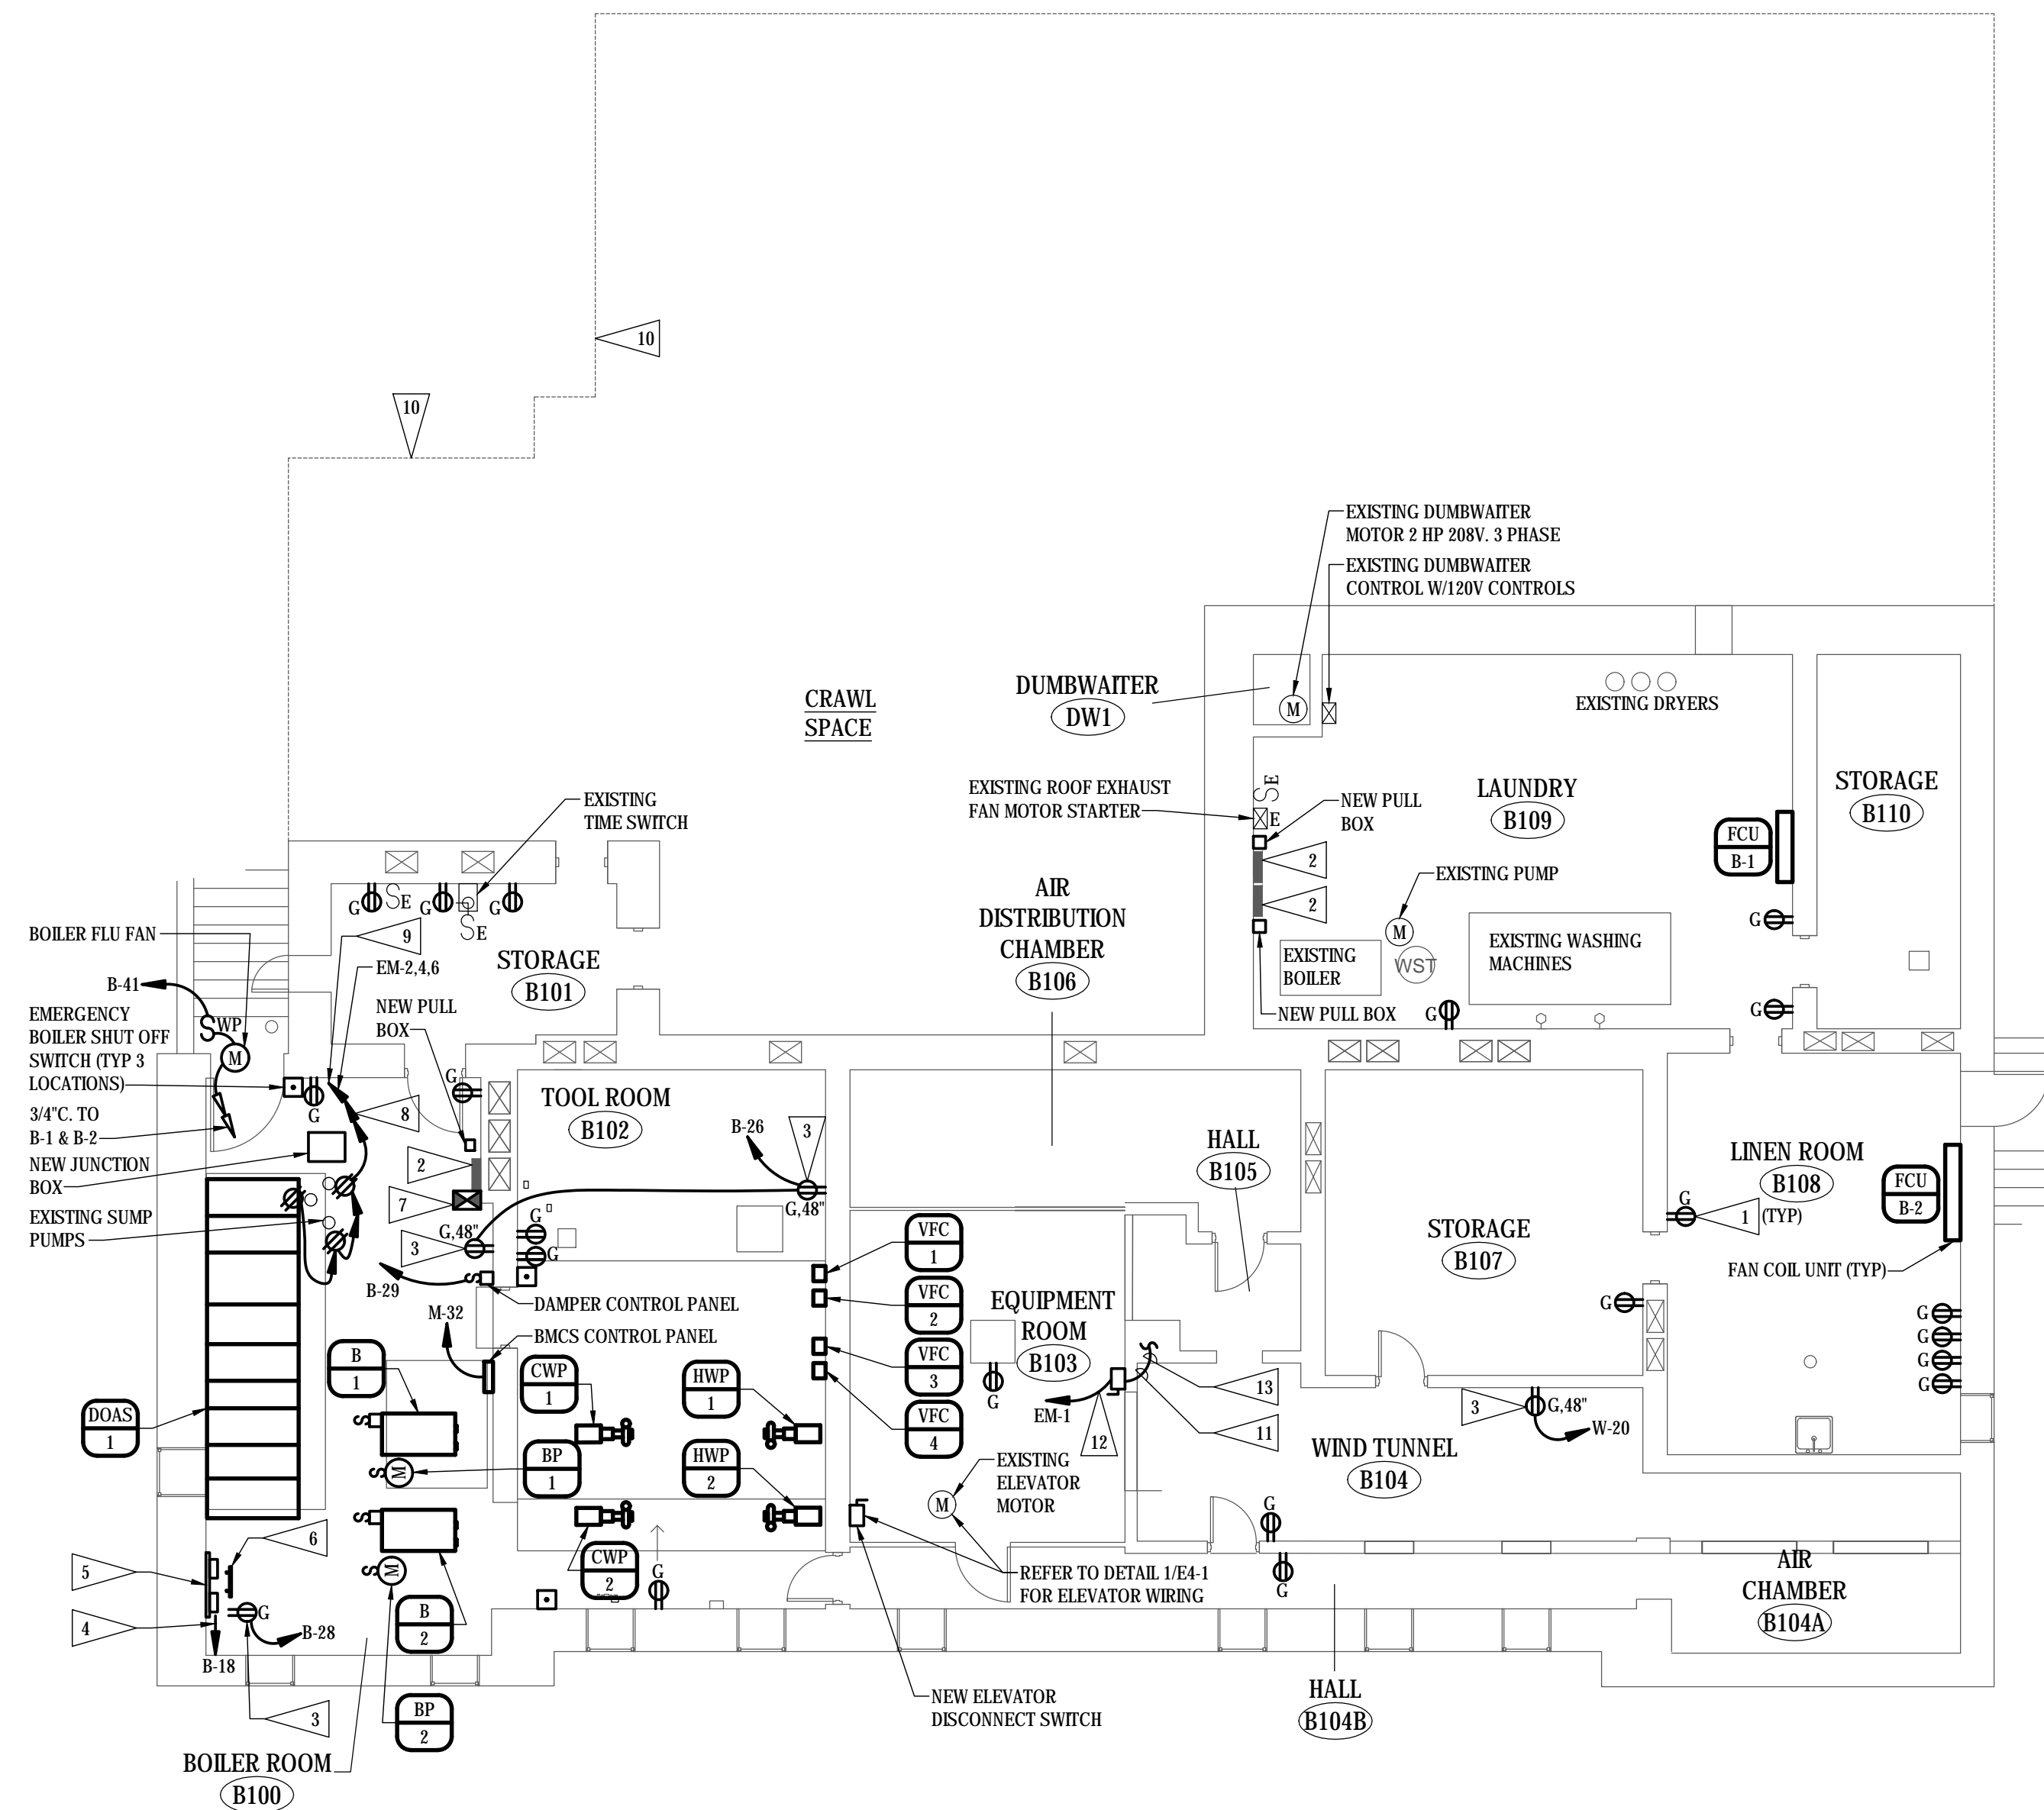 10
10
EXISTING DUMBWAITER
MOTOR 2 HP 208V. 3 PHASE
EXISTING DUMBWAITER
CONTROL W/120V CONTROLS
CRAWL
SPACE
DUMBWAITER
DW1
M
EXISTING DRYERS
EXISTING ROOF EXHAUST
FAN MOTOR STARTER
SE
E
NEW PULL
BOX
LAUNDRY
B109
STORAGE
B110
FCU
B-1
2
2
EXISTING PUMP
M
WST
EXISTING
BOILER
EXISTING WASHING
MACHINES
NEW PULL BOX
G
G
G
EXISTING
TIME SWITCH
G
SE
G
SE
G
AIR
DISTRIBUTION
CHAMBER
B106
BOILER FLU FAN
9
EM-2,4,6
STORAGE
B101
B-41
S
WP
M
EMERGENCY
BOILER SHUT OFF
SWITCH (TYP 3
LOCATIONS)
NEW PULL
BOX
3/4"C. TO
B-1 & B-2
G
8
G
NEW JUNCTION
BOX
2
7
EXISTING SUMP
PUMPS
TOOL ROOM
B102
B-26
3
G,48"
G,48"
3
G
G
B-29
S
DAMPER CONTROL PANEL
M-32
BMCS CONTROL PANEL
HALL
B105
STORAGE
B107
LINEN ROOM
B108
G
1
(TYP)
FCU
B-2
FAN COIL UNIT (TYP)
G
G
G
G
G
VFC
1
VFC
2
VFC
3
VFC
4
EQUIPMENT
ROOM
B103
G
EM-1
S
12
13
11
B
1
CWP
1
HWP
1
DOAS
1
S
S
M
BP
1
HWP
2
EXISTING
ELEVATOR
MOTOR
M
WIND TUNNEL
B104
3
G,48"
W-20
6
5
4
S
S
M
CWP
2
G
G
G
REFER TO DETAIL 1/E4-1
FOR ELEVATOR WIRING
AIR
CHAMBER
B104A
G
B-28
B-18
B
2
3
BP
2
NEW ELEVATOR
DISCONNECT SWITCH
HALL
B104B
BOILER ROOM
B100